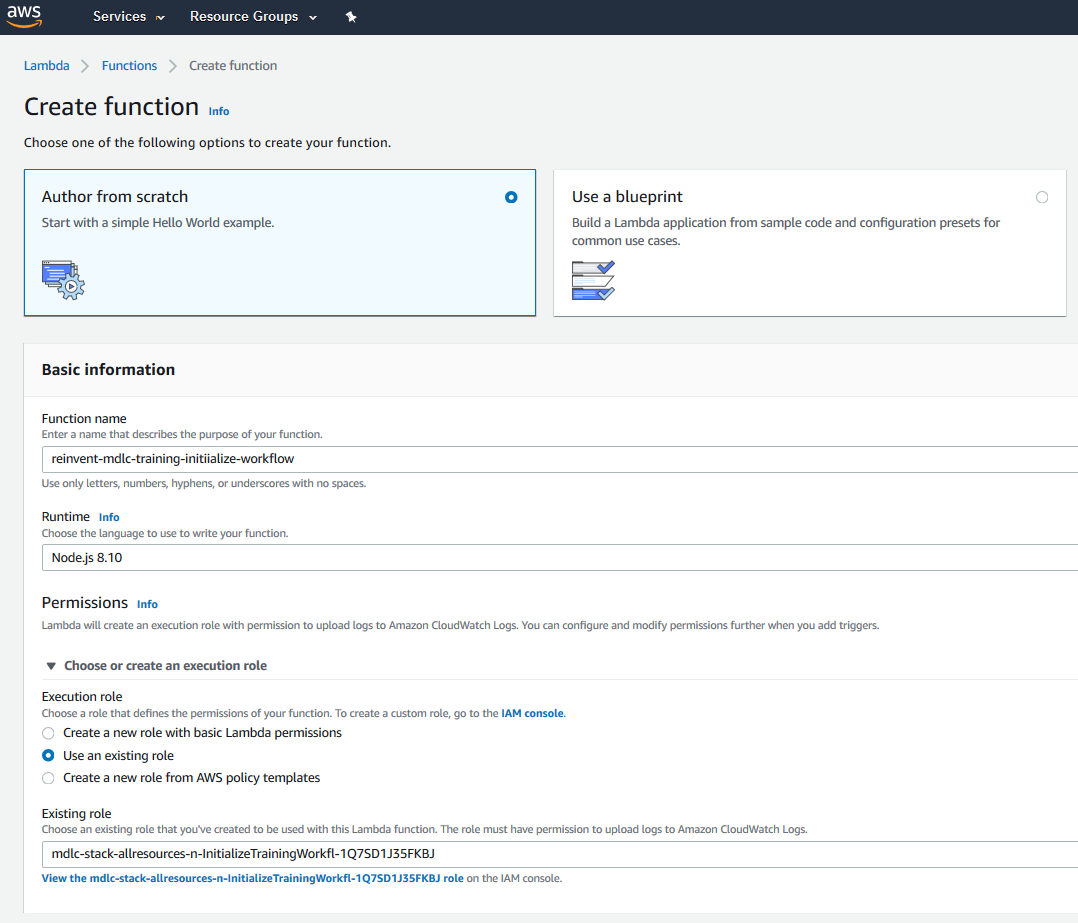 aws Services Resource Groups
Lambda Functions Create function
Create function Info
Choose one of the following options to create your function.
Author from scratch
Start with a simple Hello World example.
Use a blueprint
Build a Lambda application from sample code and configuration presets for
common use cases.
Basic information
Function name
Enter a name that describes the purpose of your function.
reinvent-mdlc-training-initiialize-workflow
Use only letters, numbers, hyphens, or underscores with no spaces.
Runtime Info
Choose the language to use to write your function.
Node.js 8.10
Permissions Info
Lambda will create an execution role with permission to upload logs to Amazon CloudWatch Logs. You can configure and modify permissions further when you add triggers.
Choose or create an execution role
Execution role
Choose a role that defines the permissions of your function. To create a custom role, go to the IAM console.
Create a new role with basic Lambda permissions
Use an existing role
Create a new role from AWS policy templates
Existing role
Choose an existing role that you've created to be used with this Lambda function. The role must have permission to upload logs to Amazon CloudWatch Logs.
mdlc-stack-allresources-n-InitializeTrainingWorkfl-1Q7SD1J35FKBJ
View the mdlc-stack-allresources-n-InitializeTrainingWorkfl-1Q7SD1J35FKBJ role on the IAM console.